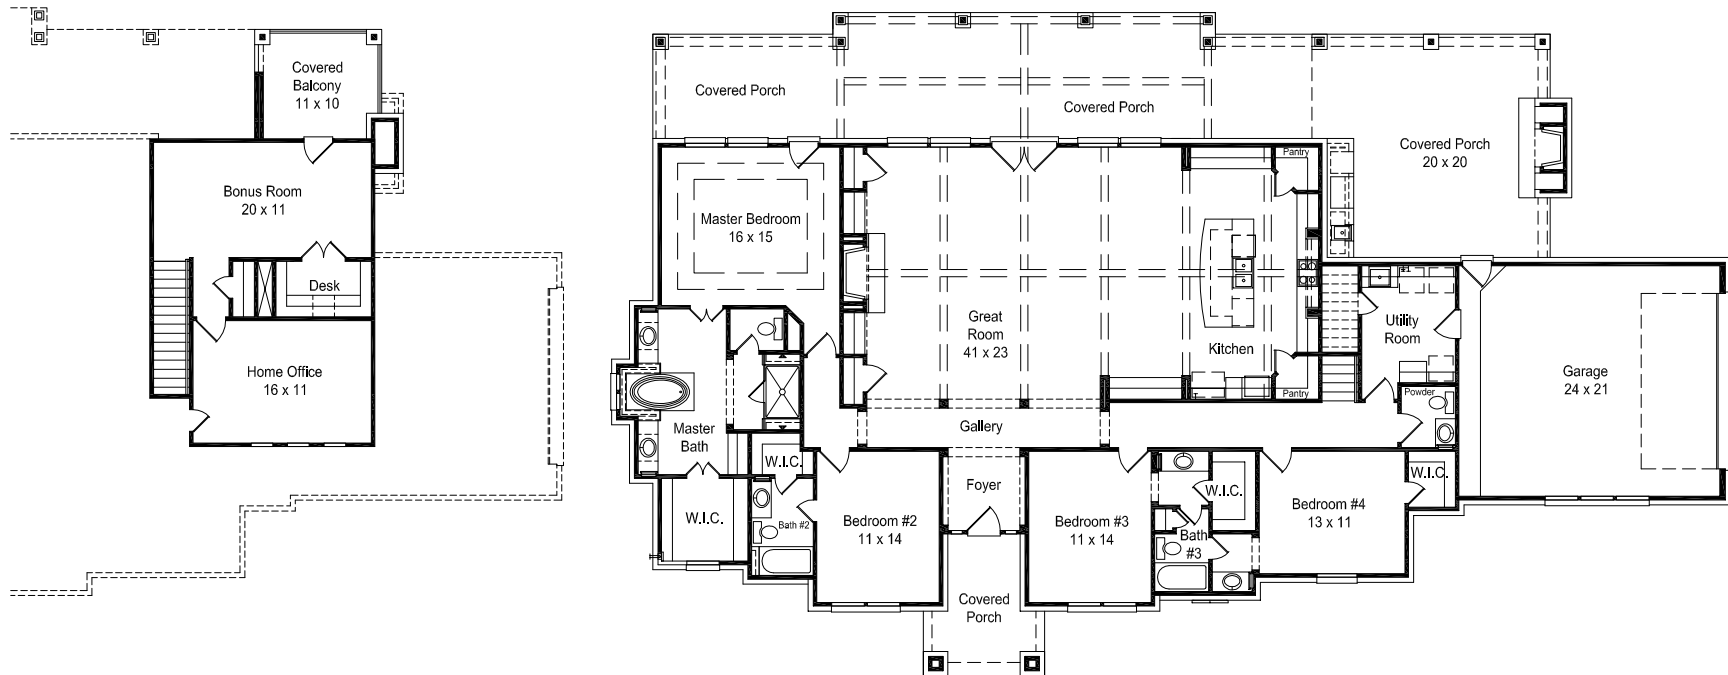 Covered
Balcony
11 x 10
Bonus Room
20 x 11
Desk
Home Office
16 x 11
Covered Porch
Covered Porch
Covered Porch
20 x 20
Pantry
Master Bedroom
16 x 15
Great
Room
41 x 23
Kitchen
Utility
Room
Garage
24 x 21
Pantry
Powder
Master
Bath
Gallery
W.I.C.
W.I.C.
Bath #2
Bedroom #2
11 x 14
Foyer
Bedroom #3
11 x 14
W.I.C.
Bath
#3
Bedroom #4
13 x 11
W.I.C.
Covered
Porch